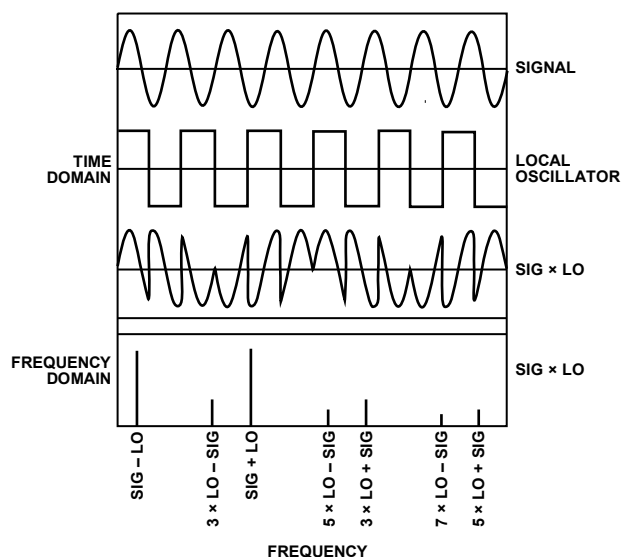 SIGNAL
TIME
DOMAIN
LOCAL
OSCILLATOR
SIG × LO
FREQUENCY
DOMAIN
SIG × LO
SIG – LO
3 × LO – SIG
SIG + LO
5 × LO – SIG
3 × LO + SIG
7 × LO – SIG
5 × LO + SIG
FREQUENCY